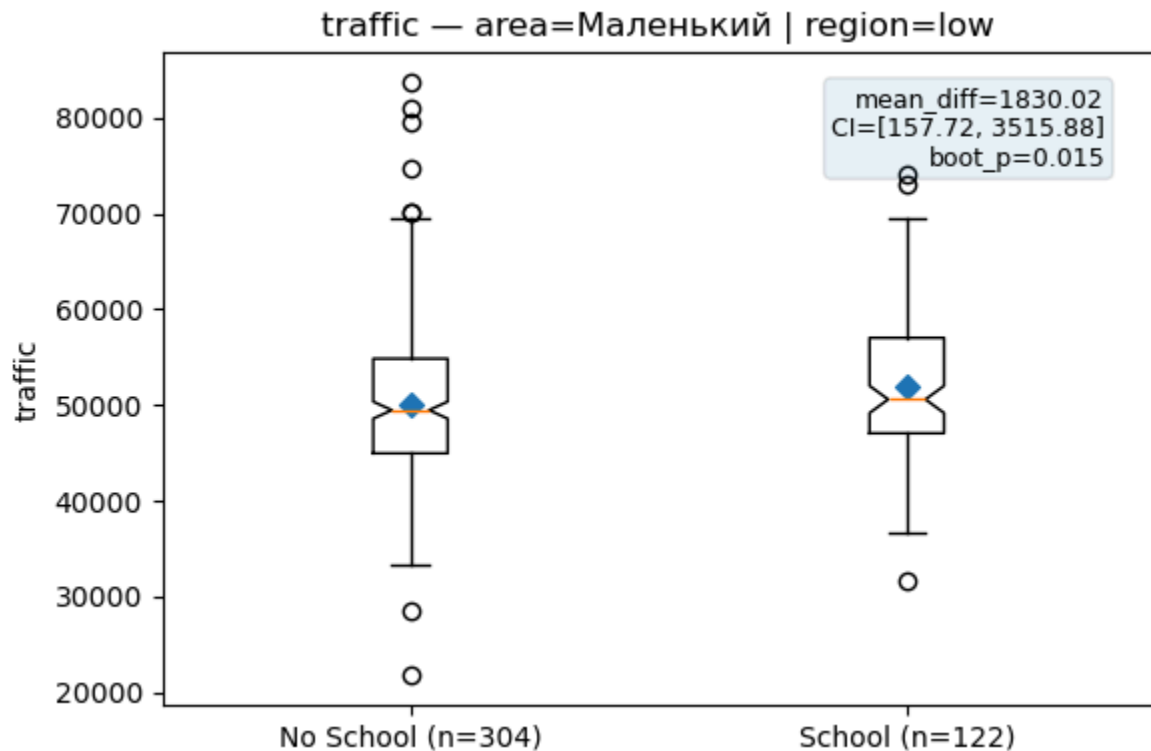 traffic — area=Маленький | region=low
mean_diff=1830.02
CI=[157.72, 3515.88]
boot_p=0.015
80000
70000
60000
50000
40000
30000
20000
traffic
No School (n=304)
School (n=122)